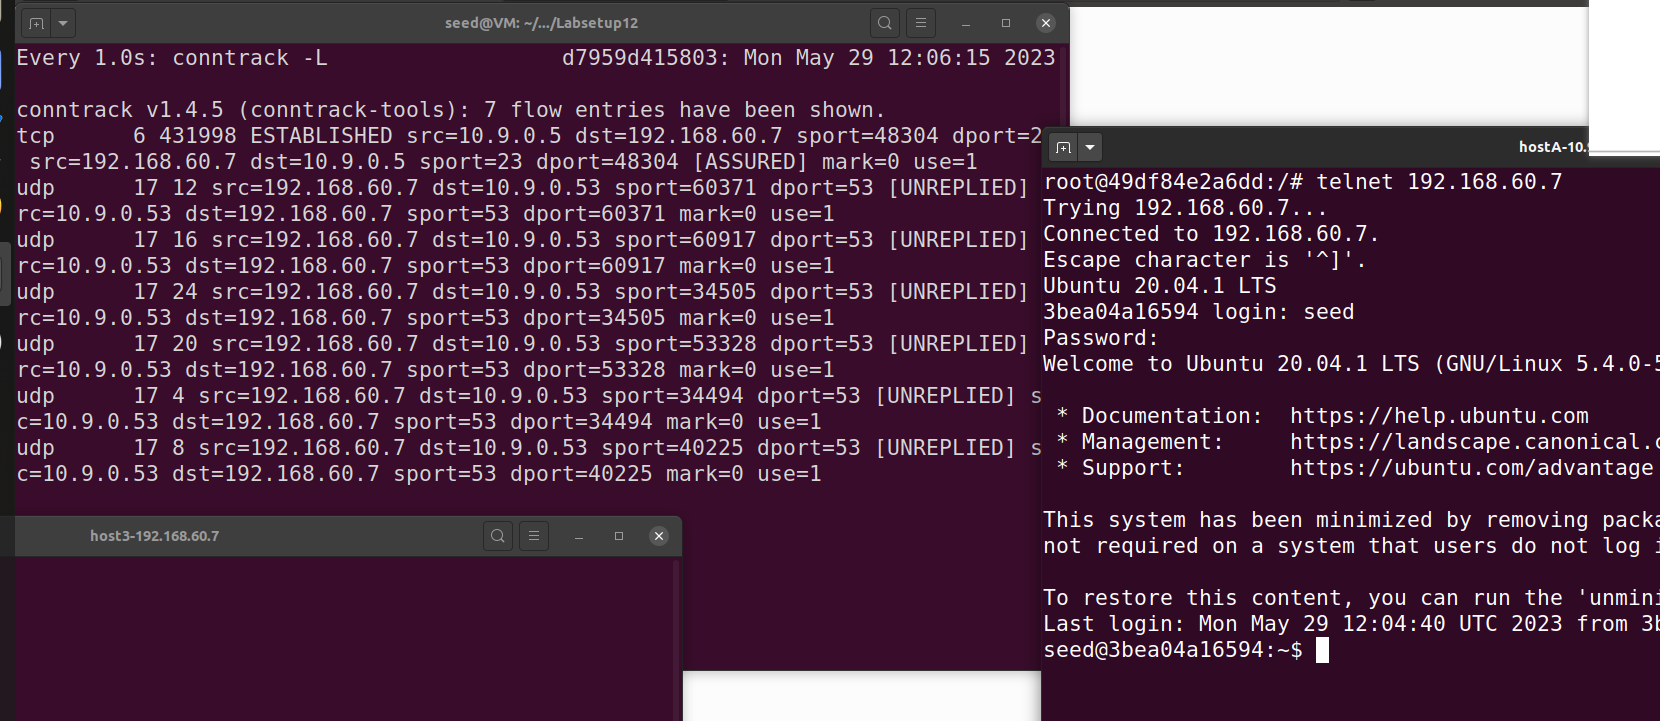 seed@VM: ~/.../Labsetup12
Every 1.0s: conntrack -L d7959d415803: Mon May 29 12:06:15 2023
conntrack v1.4.5 (conntrack-tools): 7 flow entries have been shown.
tcp 6 431998 ESTABLISHED src=10.9.0.5 dst=192.168.60.7 sport=48304 dport=2
src=192.168.60.7 dst=10.9.0.5 sport=23 dport=48304 [ASSURED] mark=0 use=1
udp 17 12 src=192.168.60.7 dst=10.9.0.53 sport=60371 dport=53 [UNREPLIED]
rc=10.9.0.53 dst=192.168.60.7 sport=53 dport=60371 mark=0 use=1
udp 17 16 src=192.168.60.7 dst=10.9.0.53 sport=60917 dport=53 [UNREPLIED]
rc=10.9.0.53 dst=192.168.60.7 sport=53 dport=60917 mark=0 use=1
udp 17 24 src=192.168.60.7 dst=10.9.0.53 sport=34505 dport=53 [UNREPLIED]
rc=10.9.0.53 dst=192.168.60.7 sport=53 dport=34505 mark=0 use=1
udp 17 20 src=192.168.60.7 dst=10.9.0.53 sport=53328 dport=53 [UNREPLIED]
rc=10.9.0.53 dst=192.168.60.7 sport=53 dport=53328 mark=0 use=1
udp 17 4 src=192.168.60.7 dst=10.9.0.53 sport=34494 dport=53 [UNREPLIED] s
c=10.9.0.53 dst=192.168.60.7 sport=53 dport=34494 mark=0 use=1
udp 17 8 src=192.168.60.7 dst=10.9.0.53 sport=40225 dport=53 [UNREPLIED] s
c=10.9.0.53 dst=192.168.60.7 sport=53 dport=40225 mark=0 use=1
host3-192.168.60.7
hostA-10.9
root@49df84e2a6dd:/# telnet 192.168.60.7
Trying 192.168.60.7...
Connected to 192.168.60.7.
Escape character is '^]'.
Ubuntu 20.04.1 LTS
3bea04a16594 login: seed
Password:
Welcome to Ubuntu 20.04.1 LTS (GNU/Linux 5.4.0-5
* Documentation: https://help.ubuntu.com
* Management: https://landscape.canonical.c
* Support: https://ubuntu.com/advantage
This system has been minimized by removing packa
not required on a system that users do not log i
To restore this content, you can run the 'unmini
Last login: Mon May 29 12:04:40 UTC 2023 from 3b
seed@3bea04a16594:~$